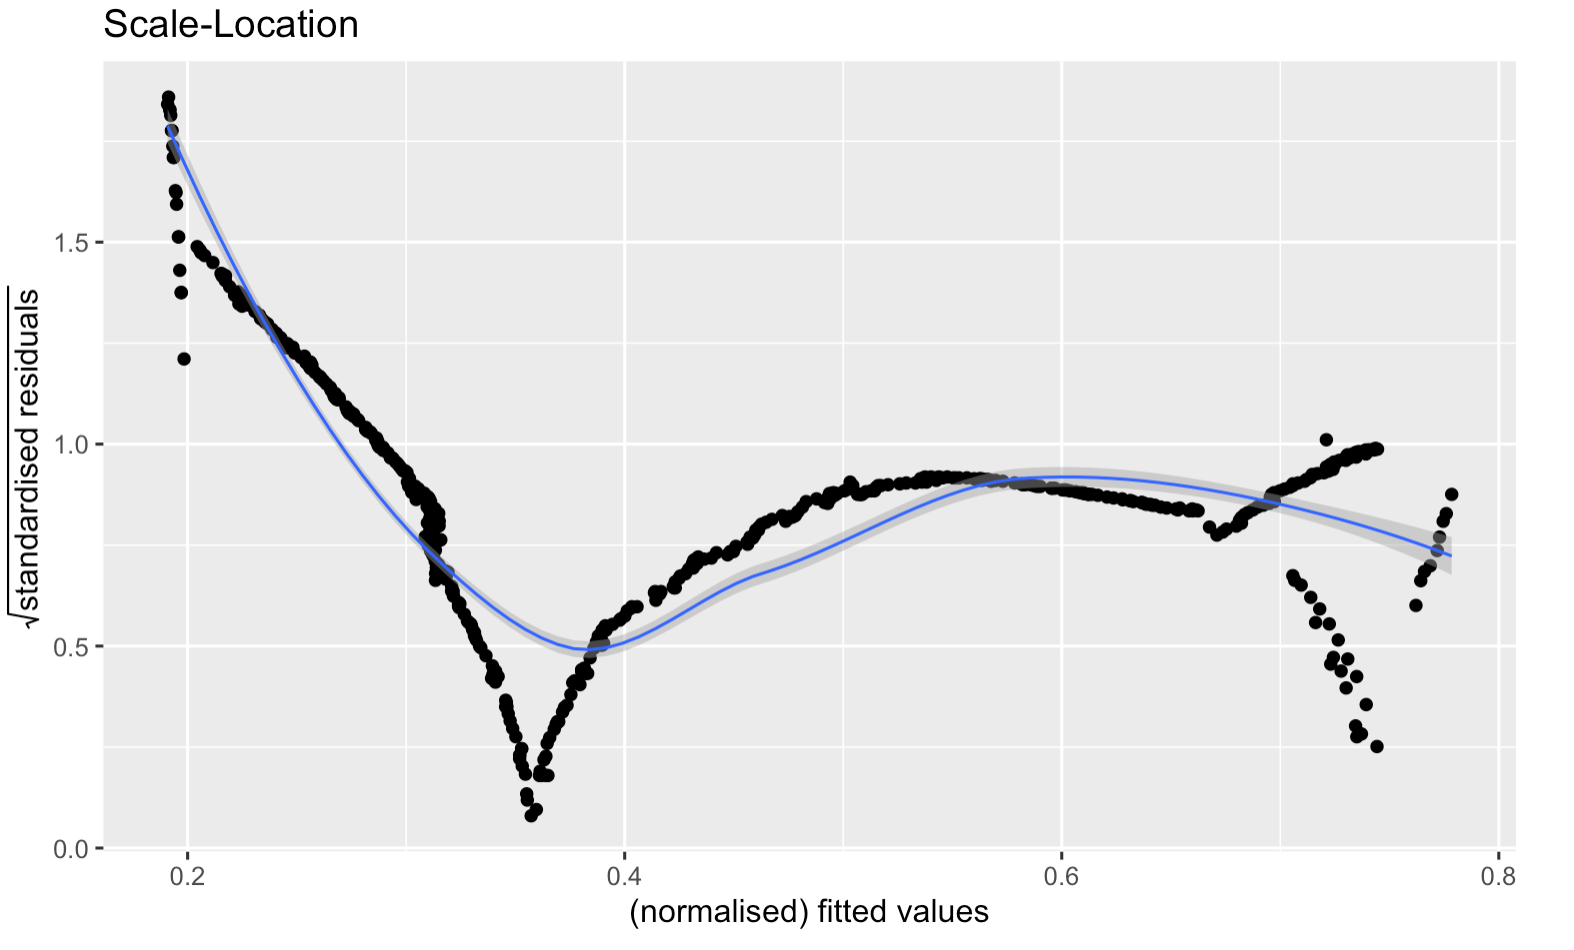 Scale-Location
√standardised residuals
1.5
1.0
0.5
0.0
0.2 0.4 0.6 0.8
(normalised) fitted values